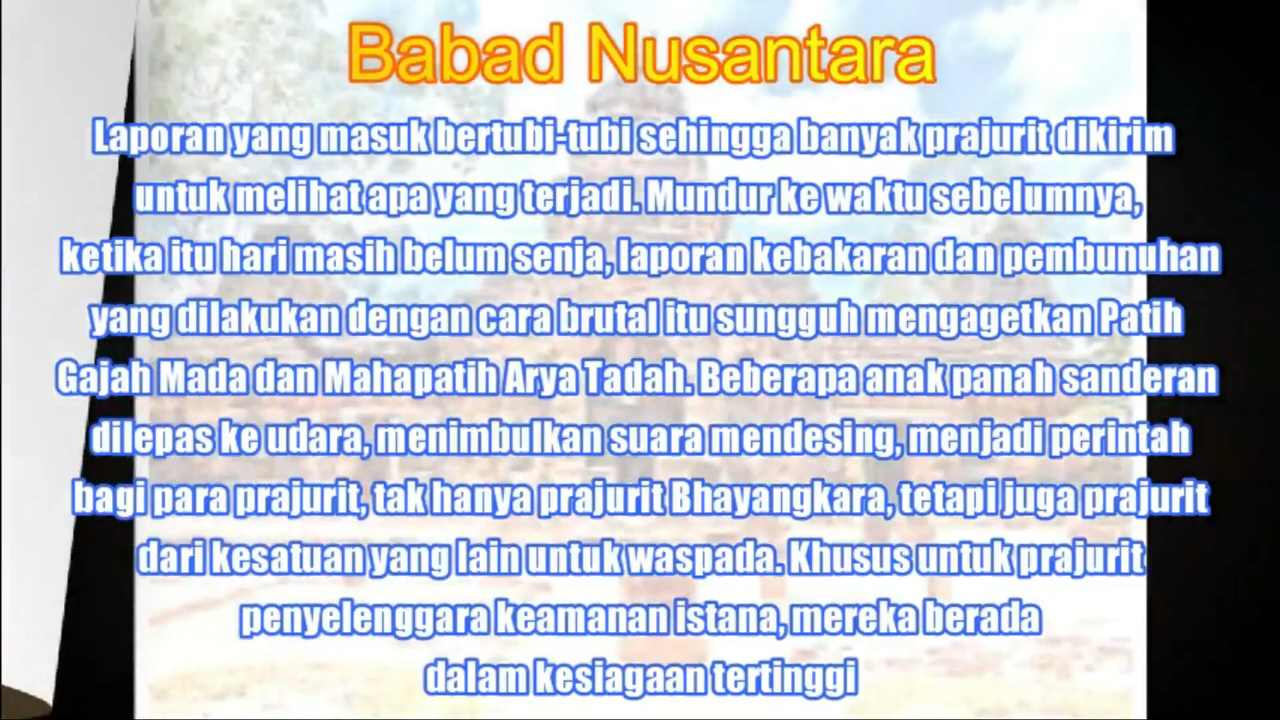 Babad Nusantara
Laporan yang masuk bertubi-tubi sehingga banyak prajurit dikirim
untuk melihat apa yang terjadi. Mundur ke waktu sebelumnya,
ketika itu hari masih belum senja, laporan kebakaran dan pembunuhan
yang dilakukan dengan cara brutal itu sungguh mengagetkan Patih
Gajah Mada dan Mahapatih Arya Tadah. Beberapa anak panah sanderan
dilepas ke udara, menimbulkan suara mendesing, menjadi perintah
bagi para prajurit, tak hanya prajurit Bhayangkara, tetapi juga prajurit
dari kesatuan yang lain untuk waspada. Khusus untuk prajurit
penyelenggara keamanan istana, mereka berada
dalam kesiagaan tertinggi